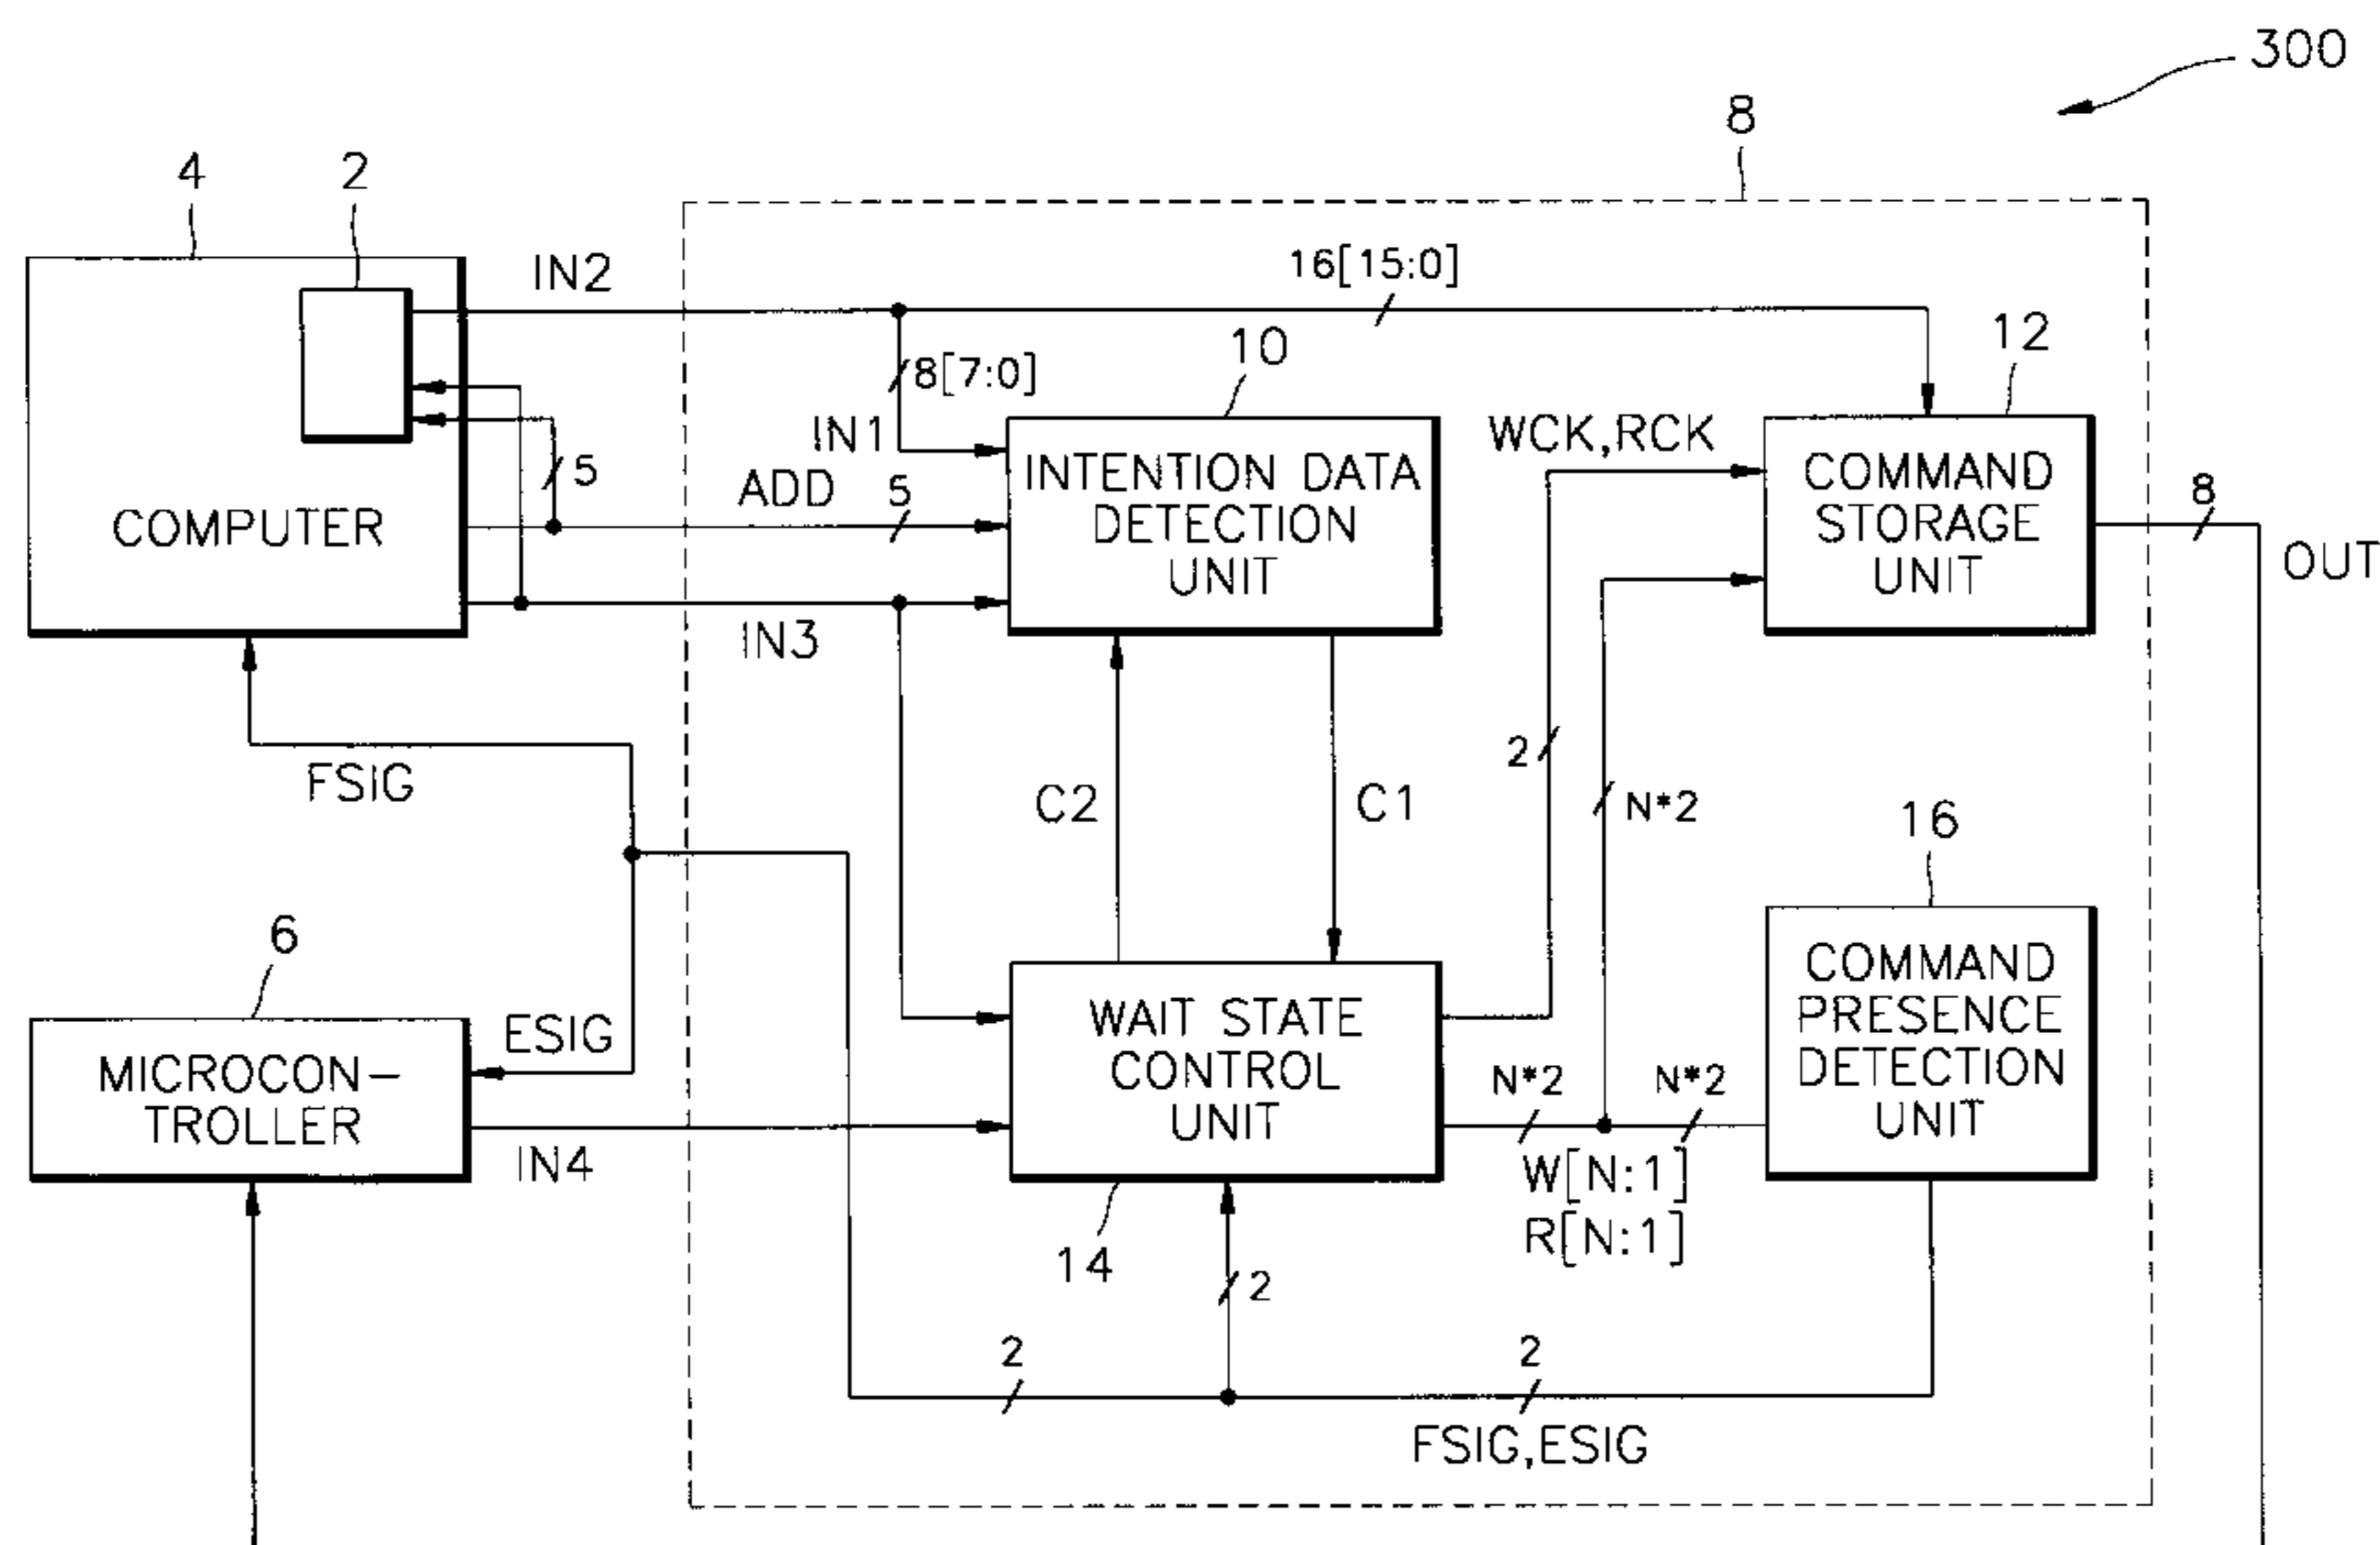 300
8
4
2
IN2
16[15:0]
12
10
8[7:0]
IN1
WCK,RCK
5
ADD
5
INTENTION DATA
DETECTION
UNIT
COMMAND
STORAGE
UNIT
8
OUT
COMPUTER
IN3
2
FSIG
C2
C1
N*2
16
6
ESIG
MICROCON-
TROLLER
IN4
WAIT STATE
CONTROL
UNIT
COMMAND
PRESENCE
DETECTION
UNIT
N*2
N*2
W[N:1]
R[N:1]
14
2
2
2
FSIG,ESIG